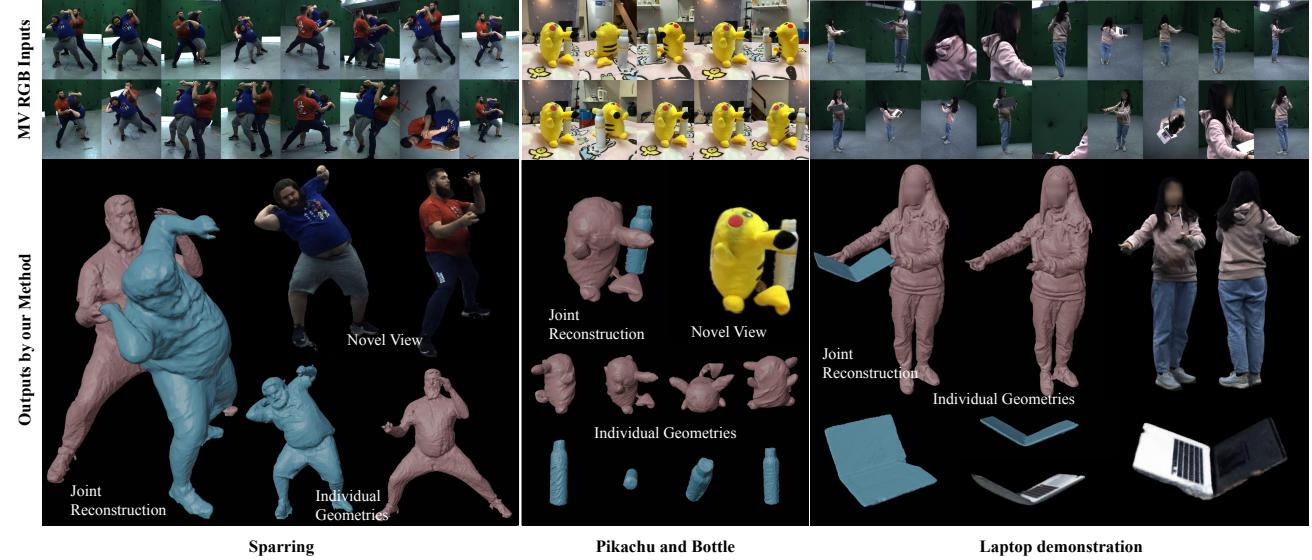 MV RGB Inputs
Outputs by our Method
Novel View
Joint
Reconstruction
Individual
Geometries
Joint
Reconstruction
Novel View
Individual Geometries
Joint
Reconstruction
Individual Geometries
Sparring
Pikachu and Bottle
Laptop demonstration